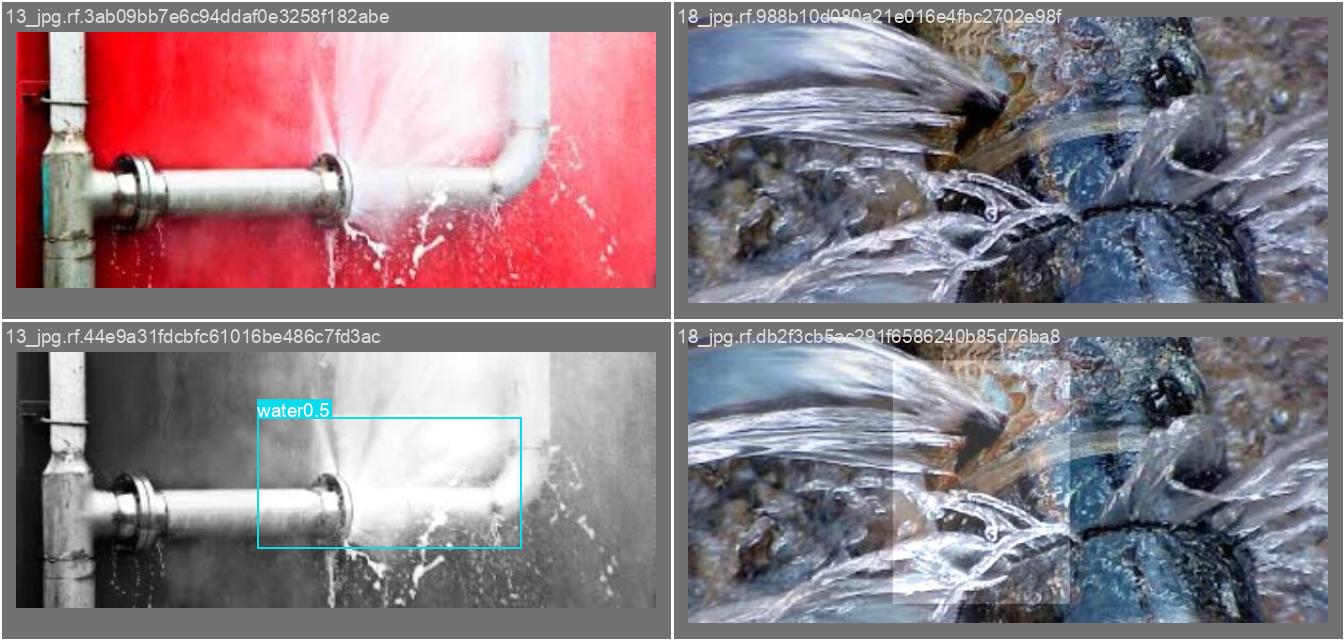 13_jpg.rf.3ab09bb7e6c94ddaf0e3258f182abe
18_jpg.rf.988b10d080a21e016e4fbc2702e98f
13_jpg.rf.44e9a31fdcbfc61016be486c7fd3ac
water0.5
18_jpg.rf.db2f3cb5ac291f6586240b85d76ba8